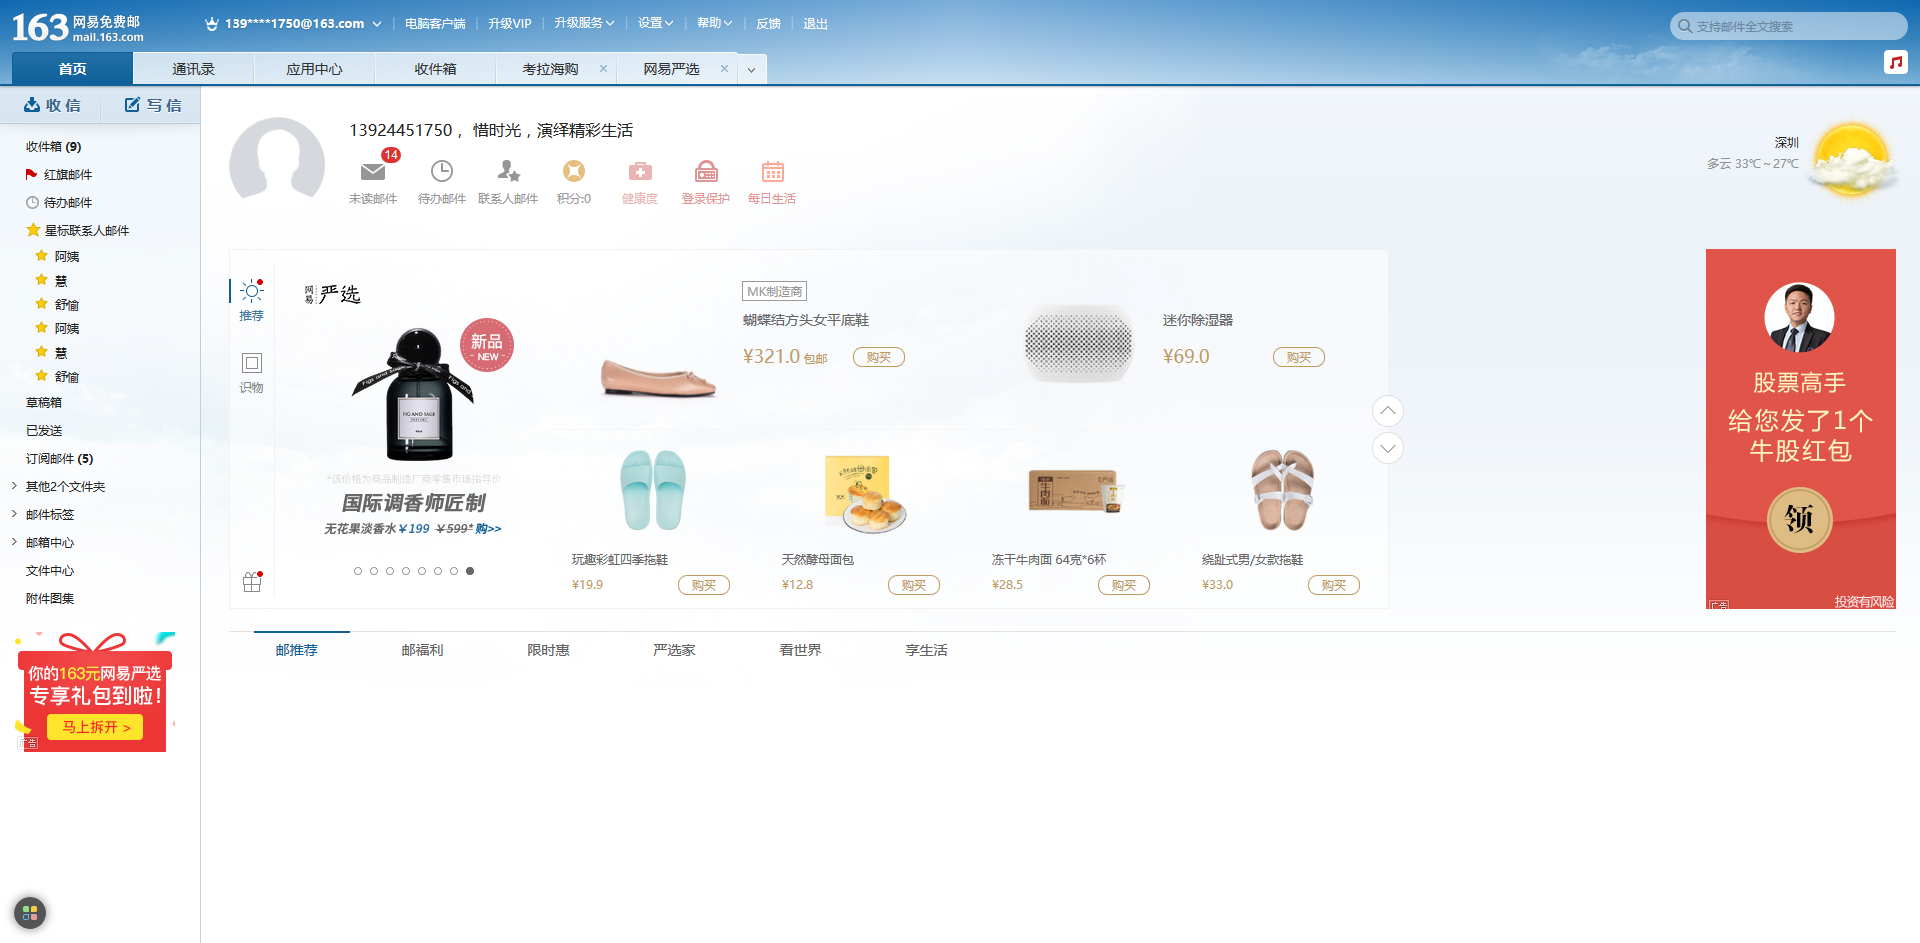 163 网易免费邮
mail.163.com
139****1750@163.com
电脑客户端
升级VIP
升级服务
设置
帮助
反馈
退出
支持邮件全文搜索
首页
通讯录
应用中心
收件箱
考拉海购
网易严选
收 信
写 信
收件箱 (9)
红旗邮件
待办邮件
星标联系人邮件
阿姨
慧
舒愉
阿姨
慧
舒愉
草稿箱
已发送
订阅邮件 (5)
其他2个文件夹
邮件标签
邮箱中心
文件中心
附件图集
你的163元网易严选
专享礼包到啦!
马上拆开 >
广告
13924451750， 惜时光，演绎精彩生活
14
未读邮件
待办邮件
联系人邮件
积分:0
健康度
登录保护
每日生活
深圳
多云 33℃~27℃
推荐
识物
网易 严选
新品
NEW
FIG AND SAGE
*该价格为商品制造厂商零售市场指导价
国际调香师匠制
无花果淡香水¥199 ¥599* 购>>
MK制造商
蝴蝶结方头女平底鞋
¥321.0 包邮
购买
迷你除湿器
¥69.0
购买
牛肉面
玩趣彩虹四季拖鞋
¥19.9
购买
天然酵母面包
¥12.8
购买
冻干牛肉面 64克*6杯
¥28.5
购买
绕趾式男/女款拖鞋
¥33.0
购买
股票高手
给您发了1个
牛股红包
领
投资有风险
广告
邮推荐
邮福利
限时惠
严选家
看世界
享生活